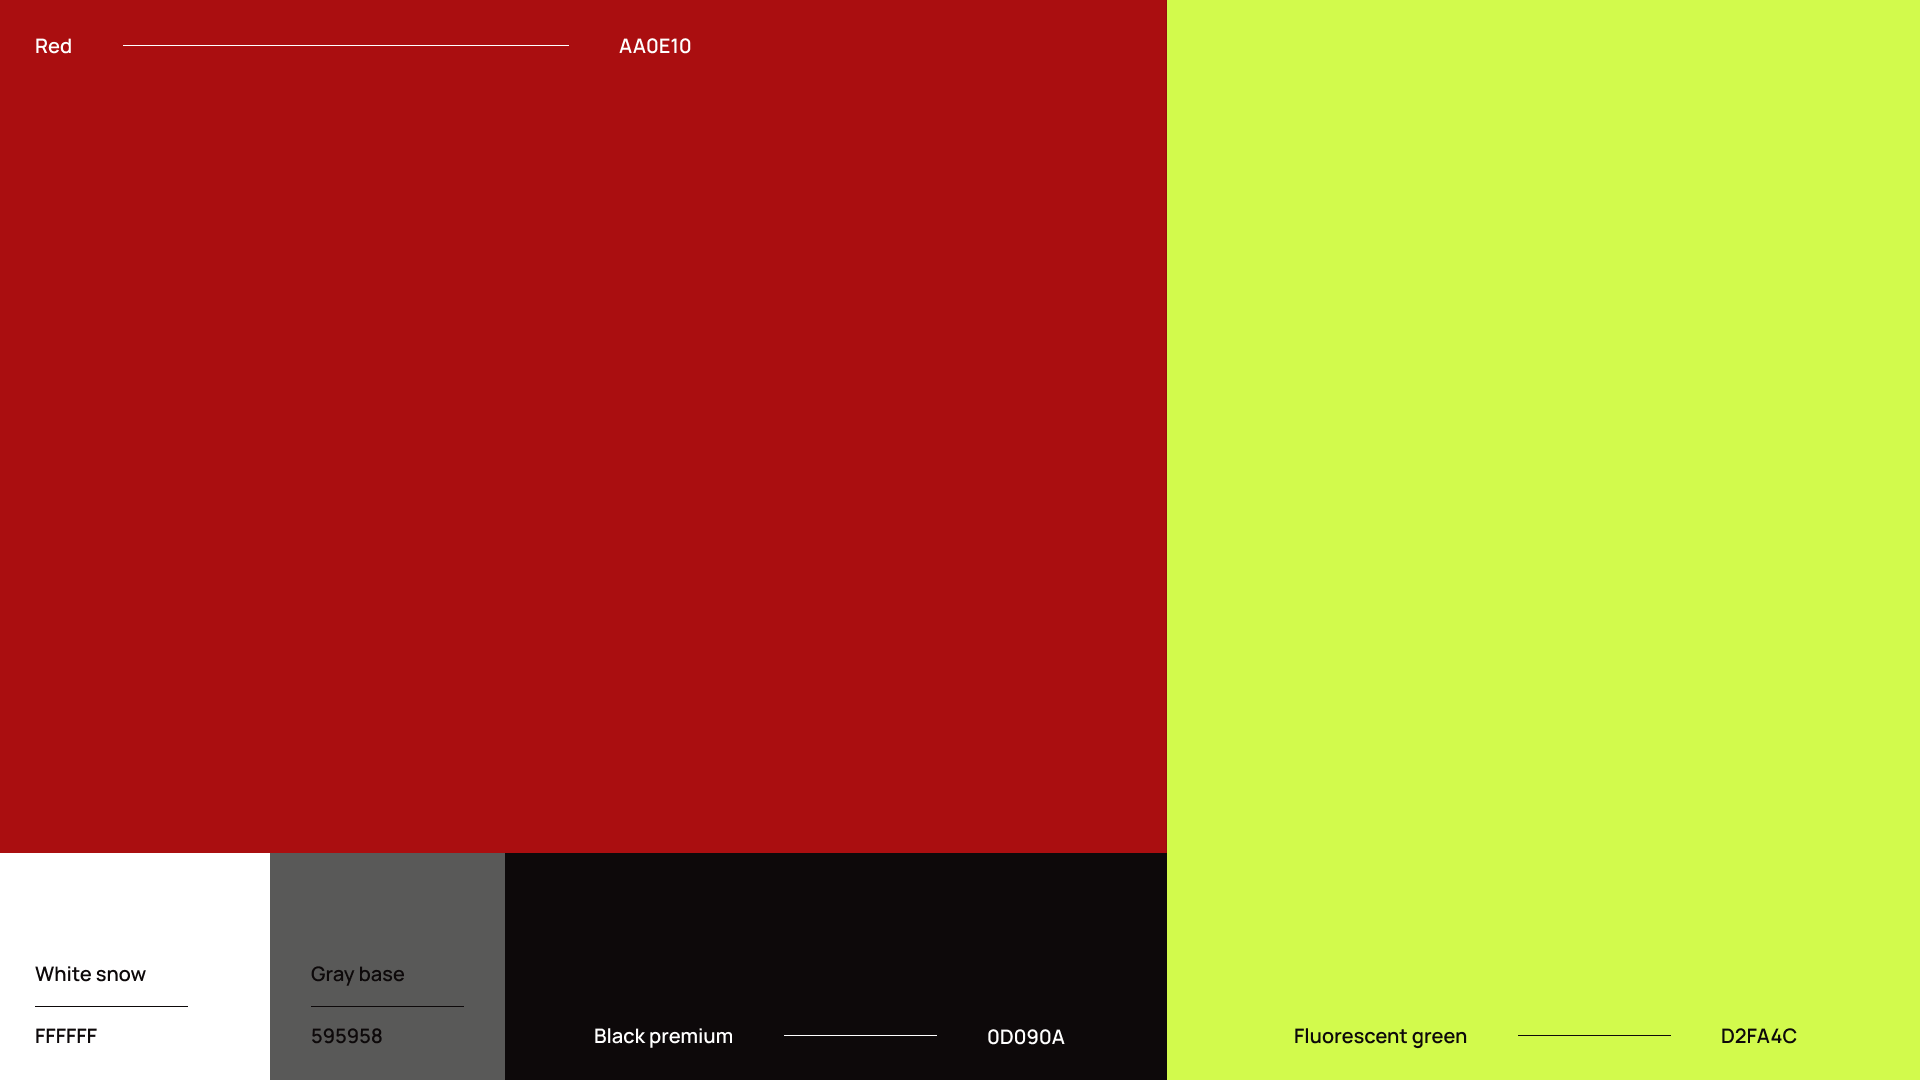 Red AA0E10
White snow
FFFFFF
Gray base
595958
Black premium 0D090A
Fluorescent green D2FA4C